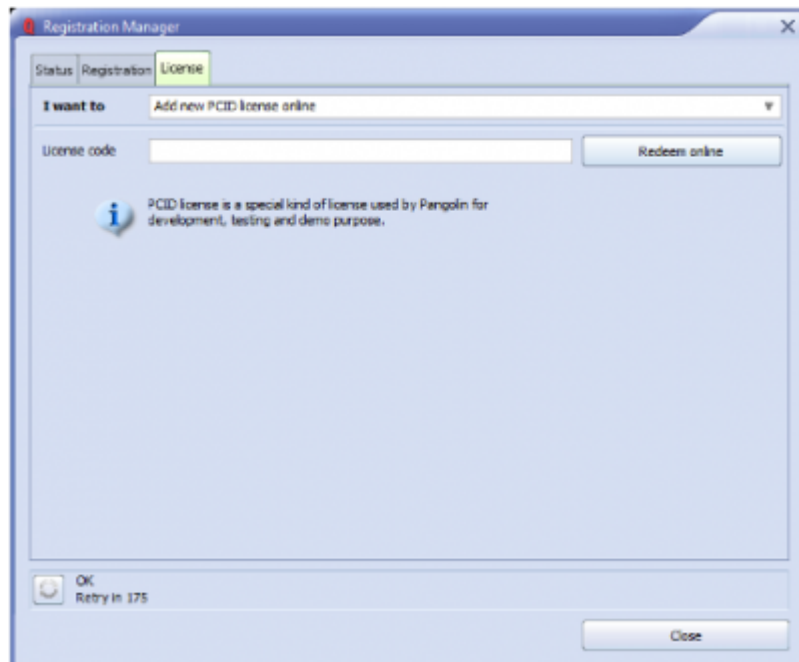 Registration Manager
Status Registration License
I want to Add new PCID license online
License code Redeem online
PCID license is a special kind of license used by Pangolin for
development, testing and demo purpose.
OK
Retry in 175
Close